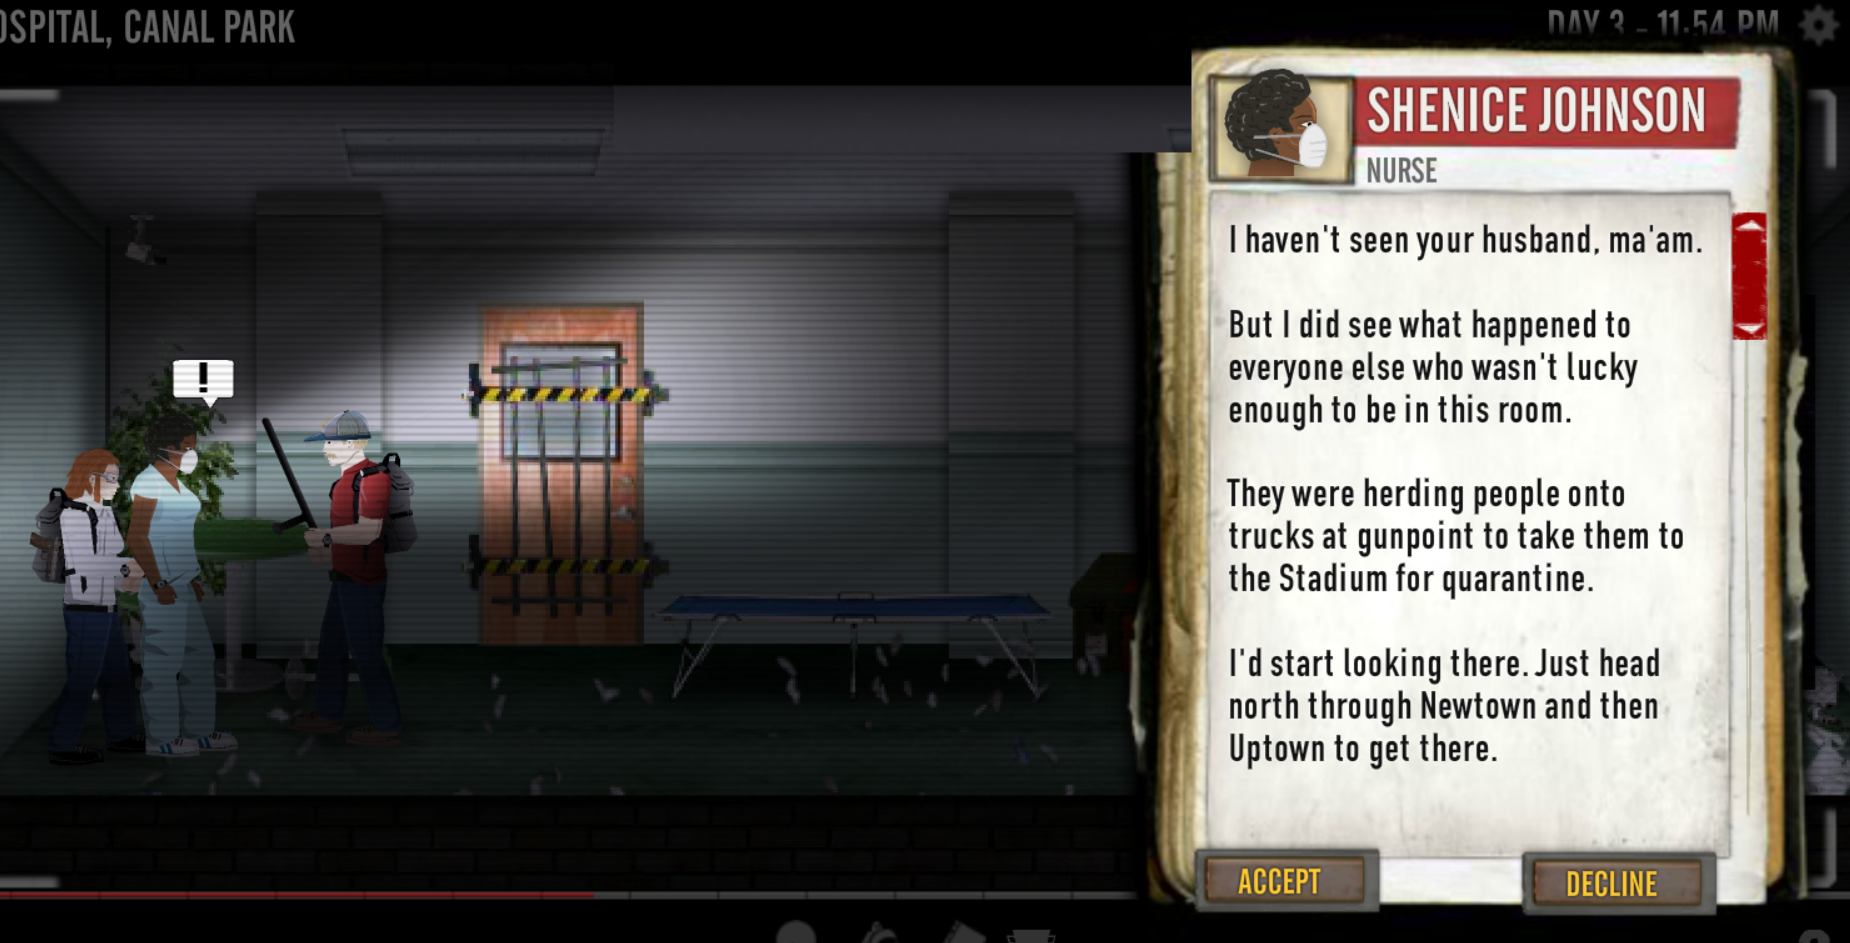 OSPITAL, CANAL PARK
DAY 3 - 11:54 PM
SHENICE JOHNSON
NURSE
!
I haven't seen your husband, ma'am.
But I did see what happened to
everyone else who wasn't lucky
enough to be in this room.
They were herding people onto
trucks at gunpoint to take them to
the Stadium for quarantine.
I'd start looking there. Just head
north through Newtown and then
Uptown to get there.
ACCEPT
DECLINE